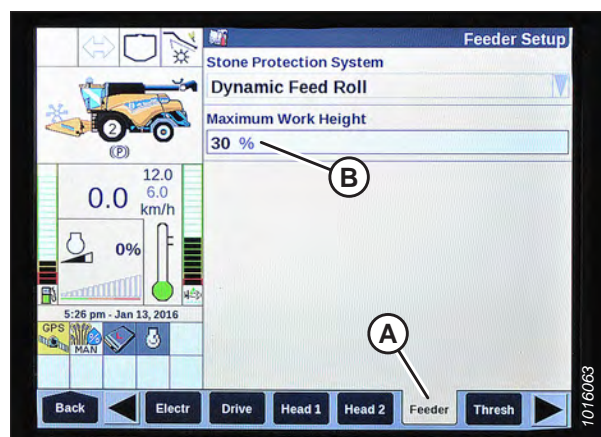 Feeder Setup
Stone Protection System
Dynamic Feed Roll
Maximum Work Height
30 %
B
2
(P)
12.0
0.0 6.0
km/h
0%
F
E
5:26 pm - Jan 13, 2016
GPS
MAN
A
Back Electr Drive Head 1 Head 2 Feeder Thresh
1016063